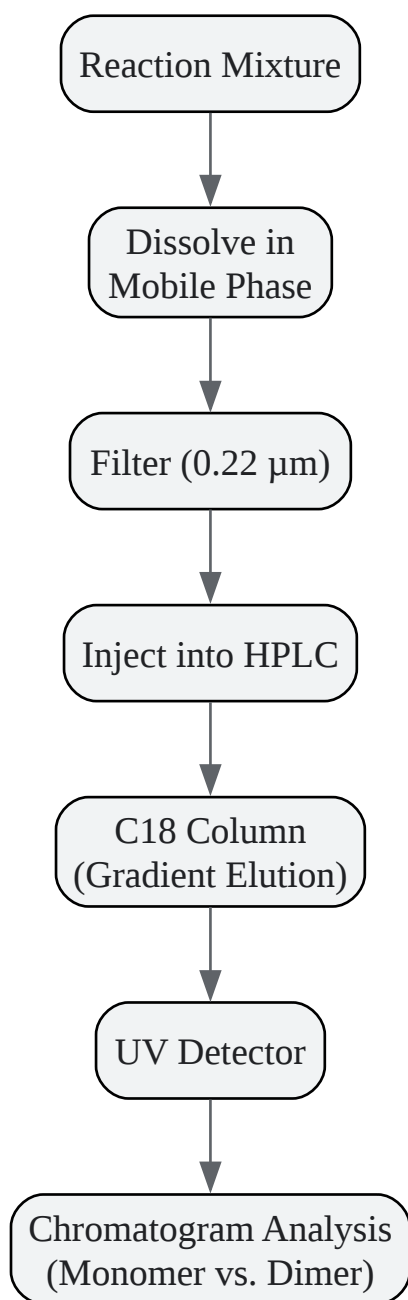 Reaction Mixture
Dissolve in
Mobile Phase
Filter (0.22 µm)
Inject into HPLC
C18 Column
(Gradient Elution)
UV Detector
Chromatogram Analysis
(Monomer vs. Dimer)